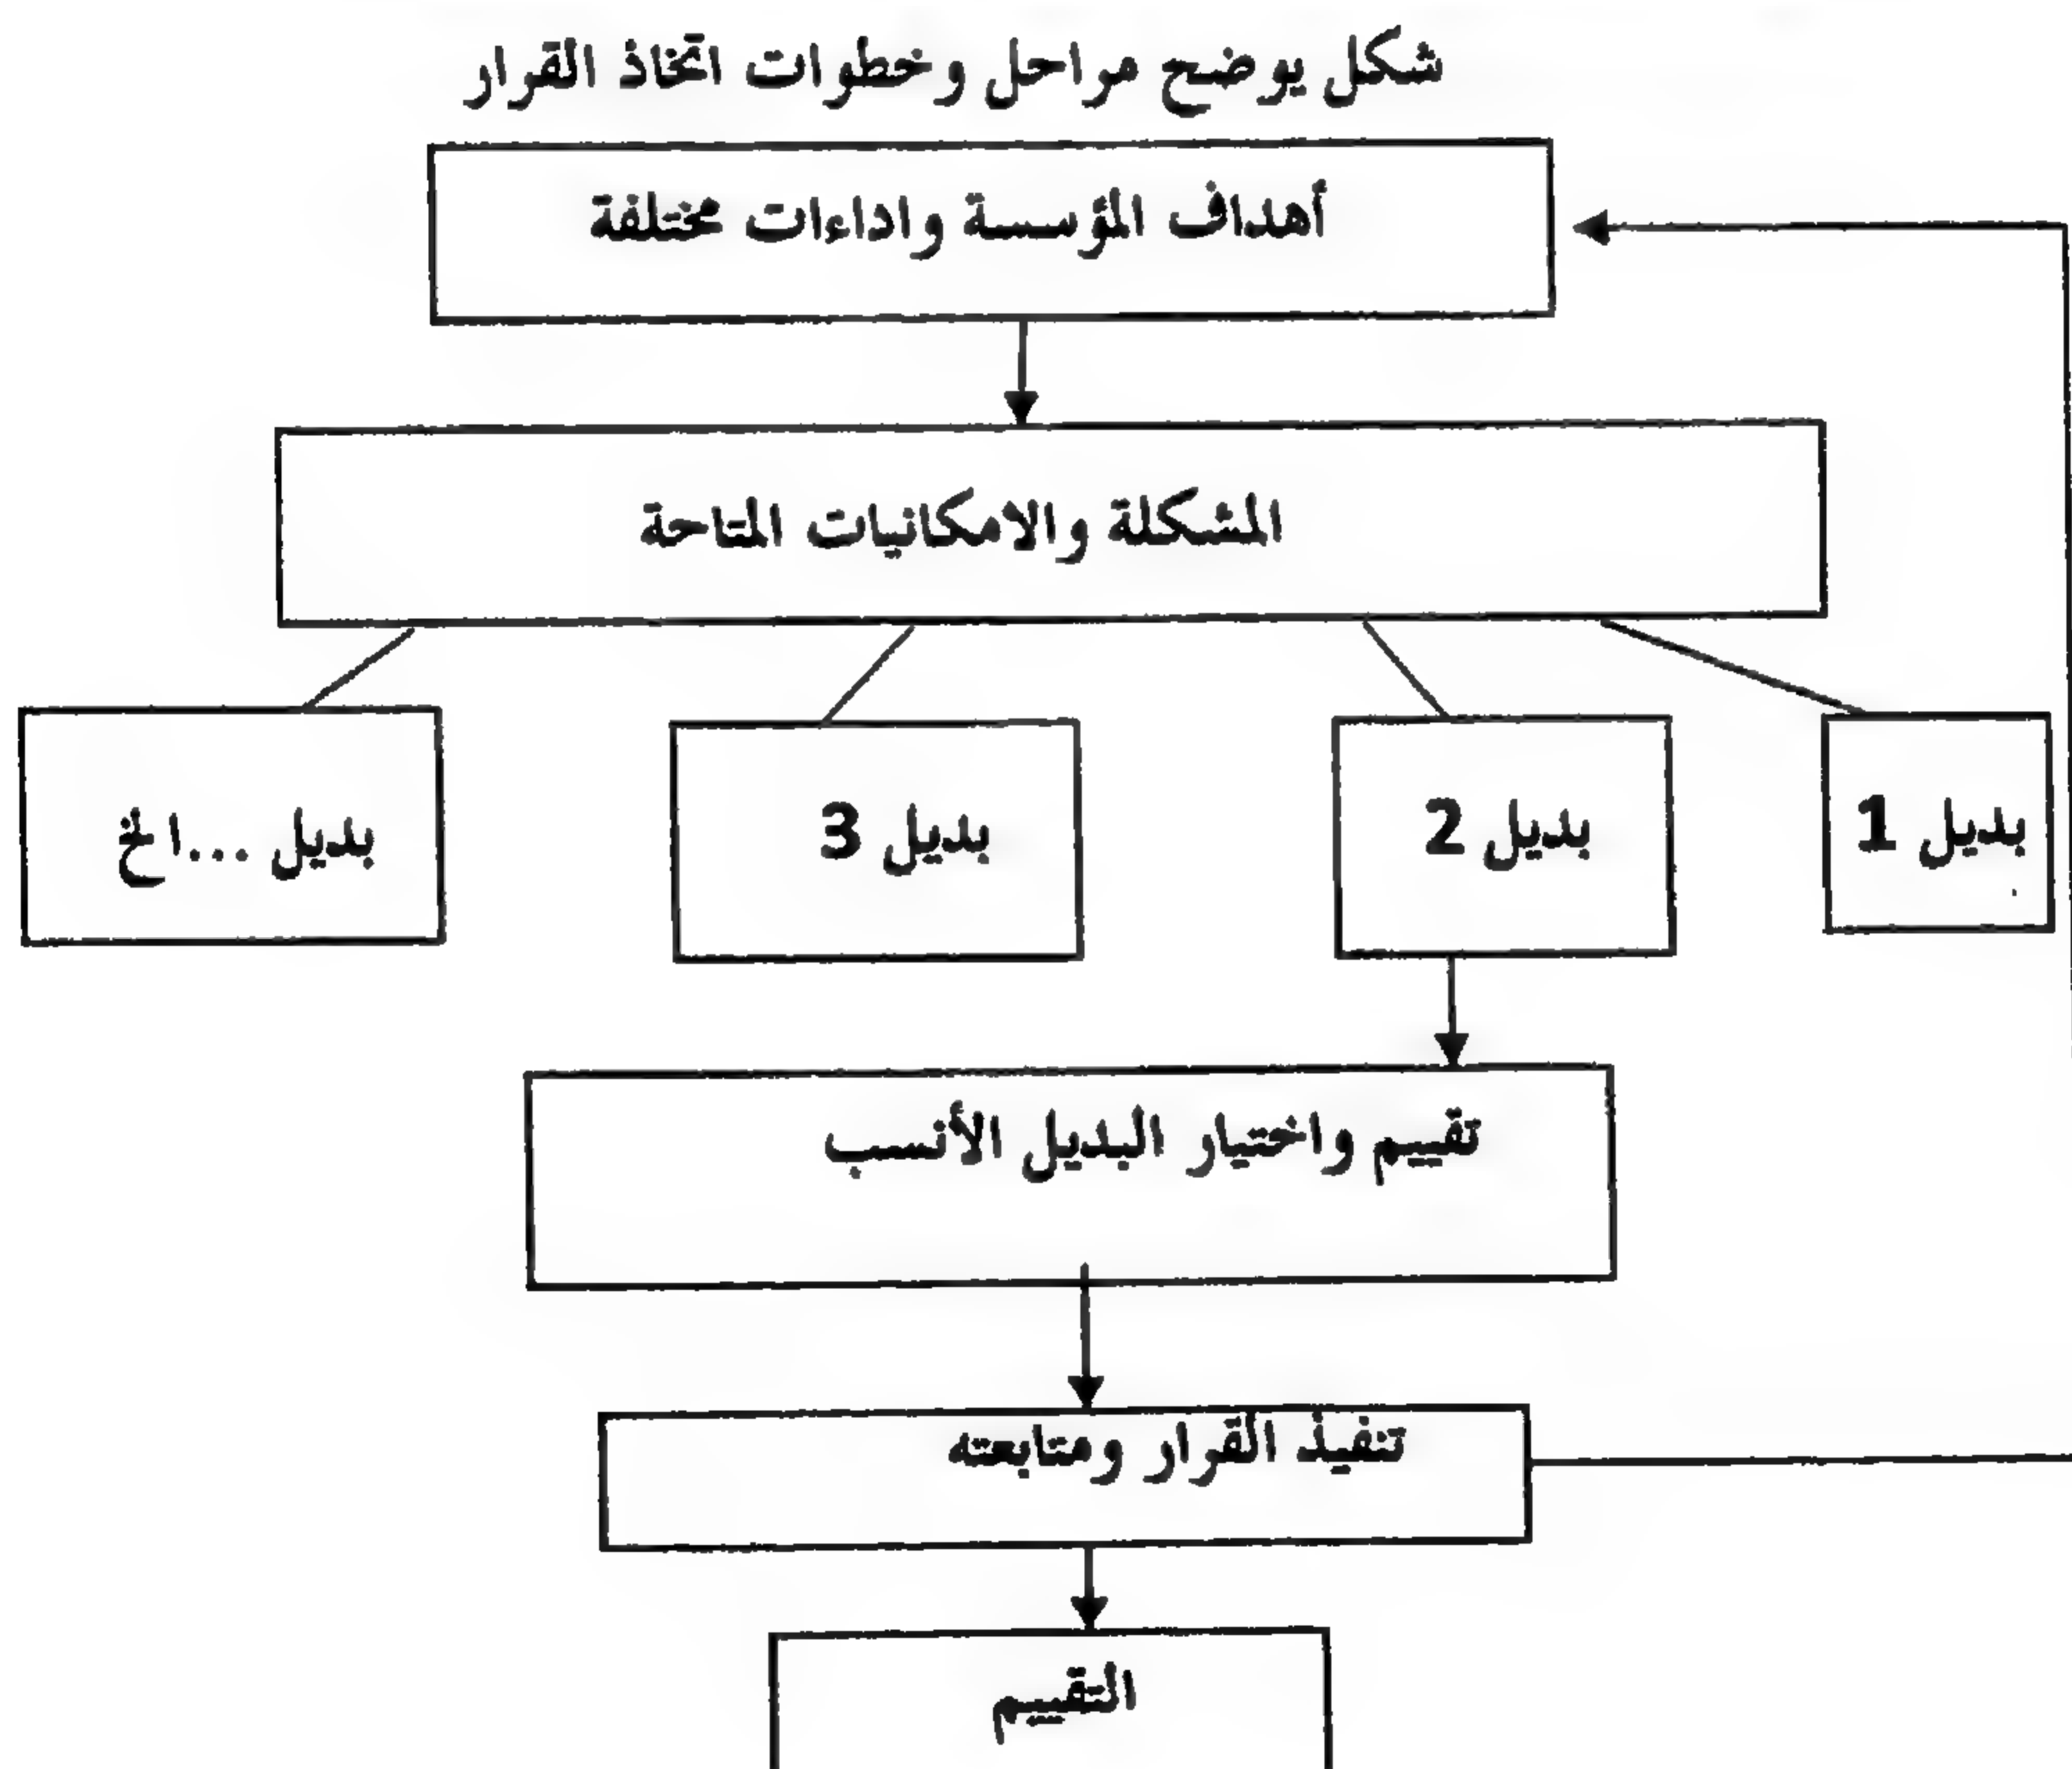 شكل يوضح مراحل وخطوات اتخاذ القرار
أهداف المؤسسة واداءات مختلفة
المشكلة والامكانيات المتاحة
بديل 1
بديل 2
بديل 3
بديل ...الخ
تقييم واختيار البديل الأنسب
تنفيذ القرار ومتابعته
التقييم